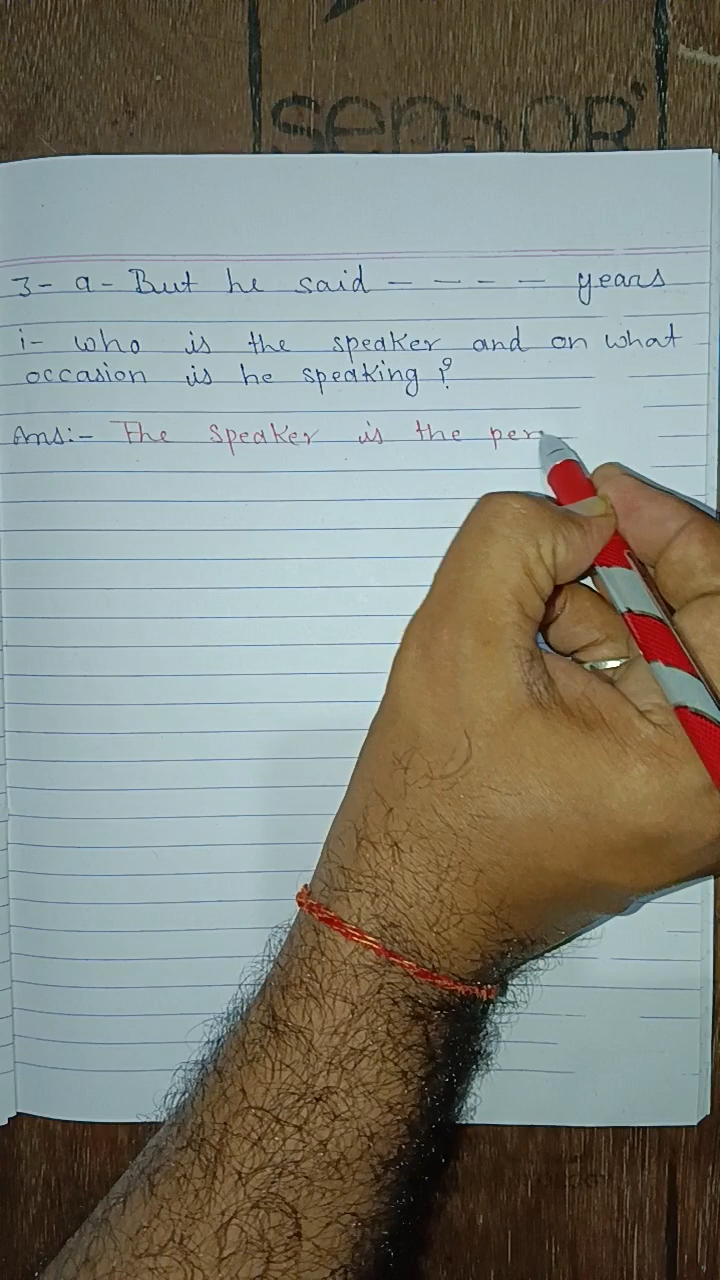 Sensor
3- a- But he said - - - - years
i- who is the speaker and on what
occasion is he speaking ?
Ans:- The speaker is the per